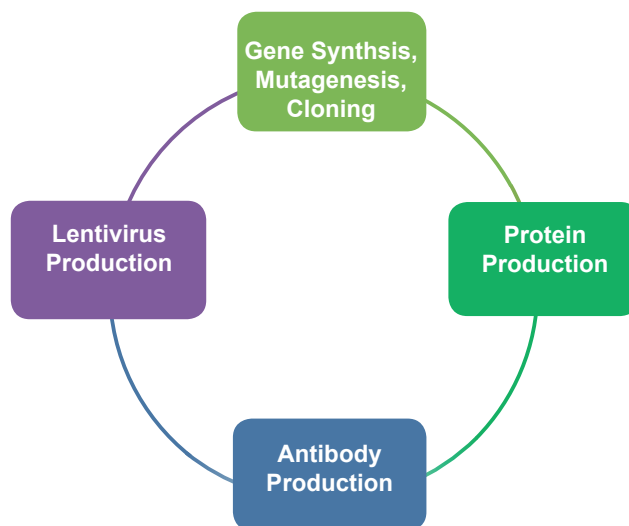 Gene Synthsis,
Mutagenesis,
Cloning
Lentivirus
Production
Protein
Production
Antibody
Production